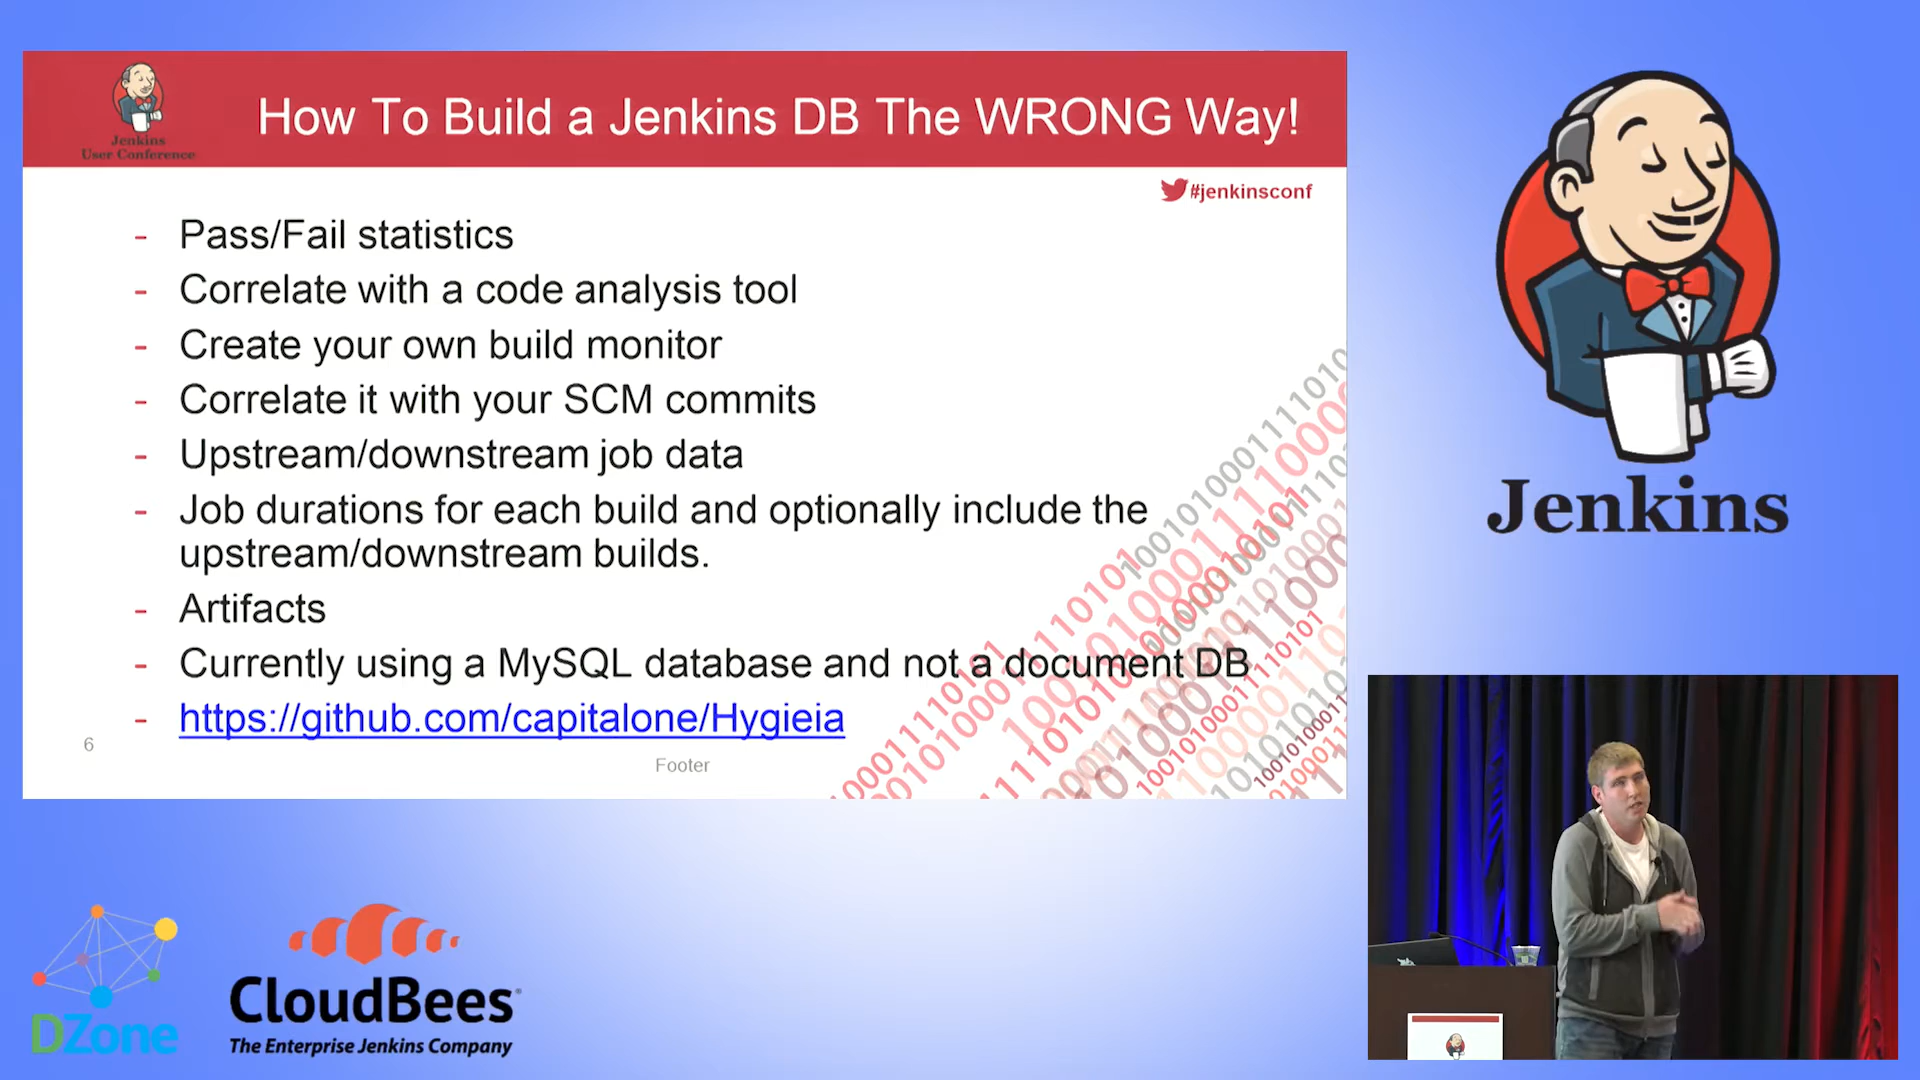 Jenkins
User Conference
How To Build a Jenkins DB The WRONG Way!
#jenkinsconf
- Pass/Fail statistics
- Correlate with a code analysis tool
- Create your own build monitor
- Correlate it with your SCM commits
- Upstream/downstream job data
- Job durations for each build and optionally include the
upstream/downstream builds.
- Artifacts
- Currently using a MySQL database and not a document DB
- https://github.com/capitalone/Hygieia
6
Footer
Jenkins
DZone
CloudBees
The Enterprise Jenkins Company